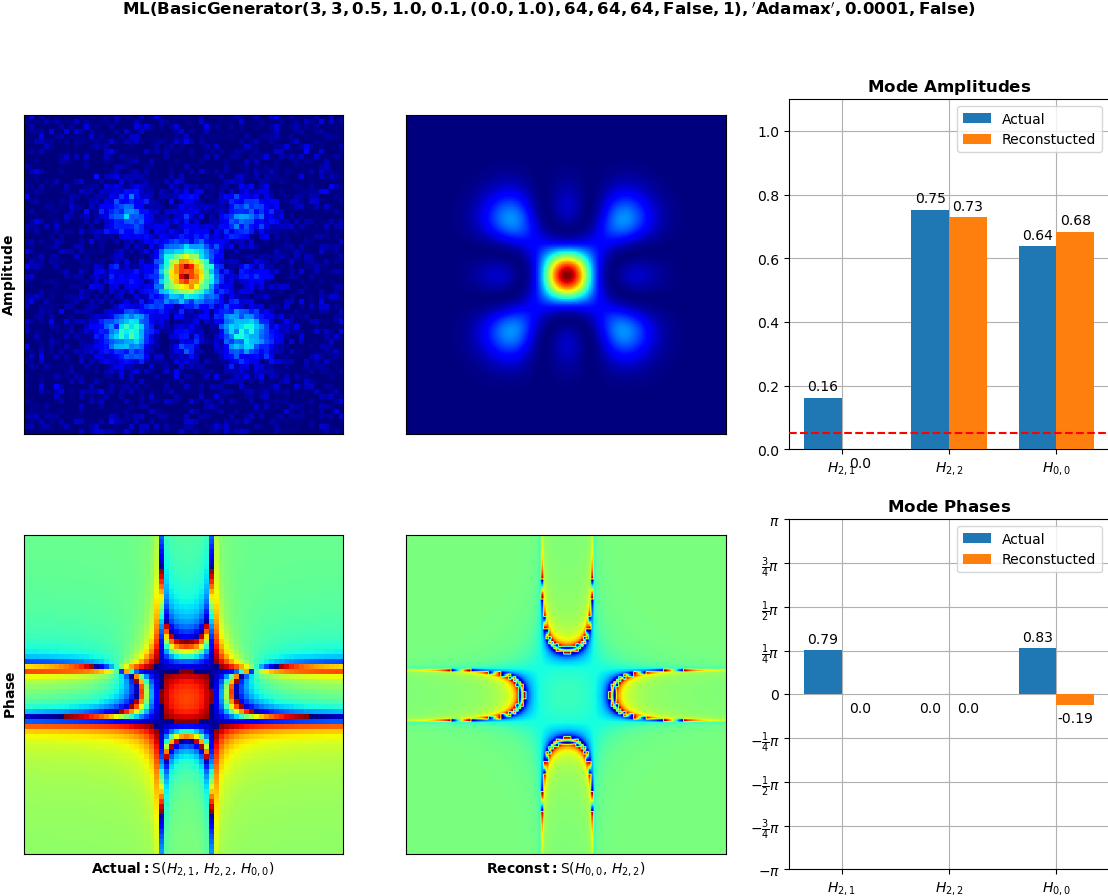 ML(BasicGenerator(3, 3, 0.5, 1.0, 0.1, (0.0, 1.0), 64, 64, 64, False, 1), ′Adamax′, 0.0001, False)
Amplitude
Mode Amplitudes
Actual
Reconstucted
1.0
0.8
0.6
0.4
0.2
0.0
0.16
0.0
0.75
0.73
0.64
0.68
H2, 1
H2, 2
H0, 0
Phase
Actual: S(H2, 1, H2, 2, H0, 0)
Reconst: S(H0, 0, H2, 2)
Mode Phases
Actual
Reconstucted
π
3/4π
1/2π
1/4π
0
−1/4π
−1/2π
−3/4π
−π
0.79
0.0
0.0
0.0
0.83
-0.19
H2, 1
H2, 2
H0, 0